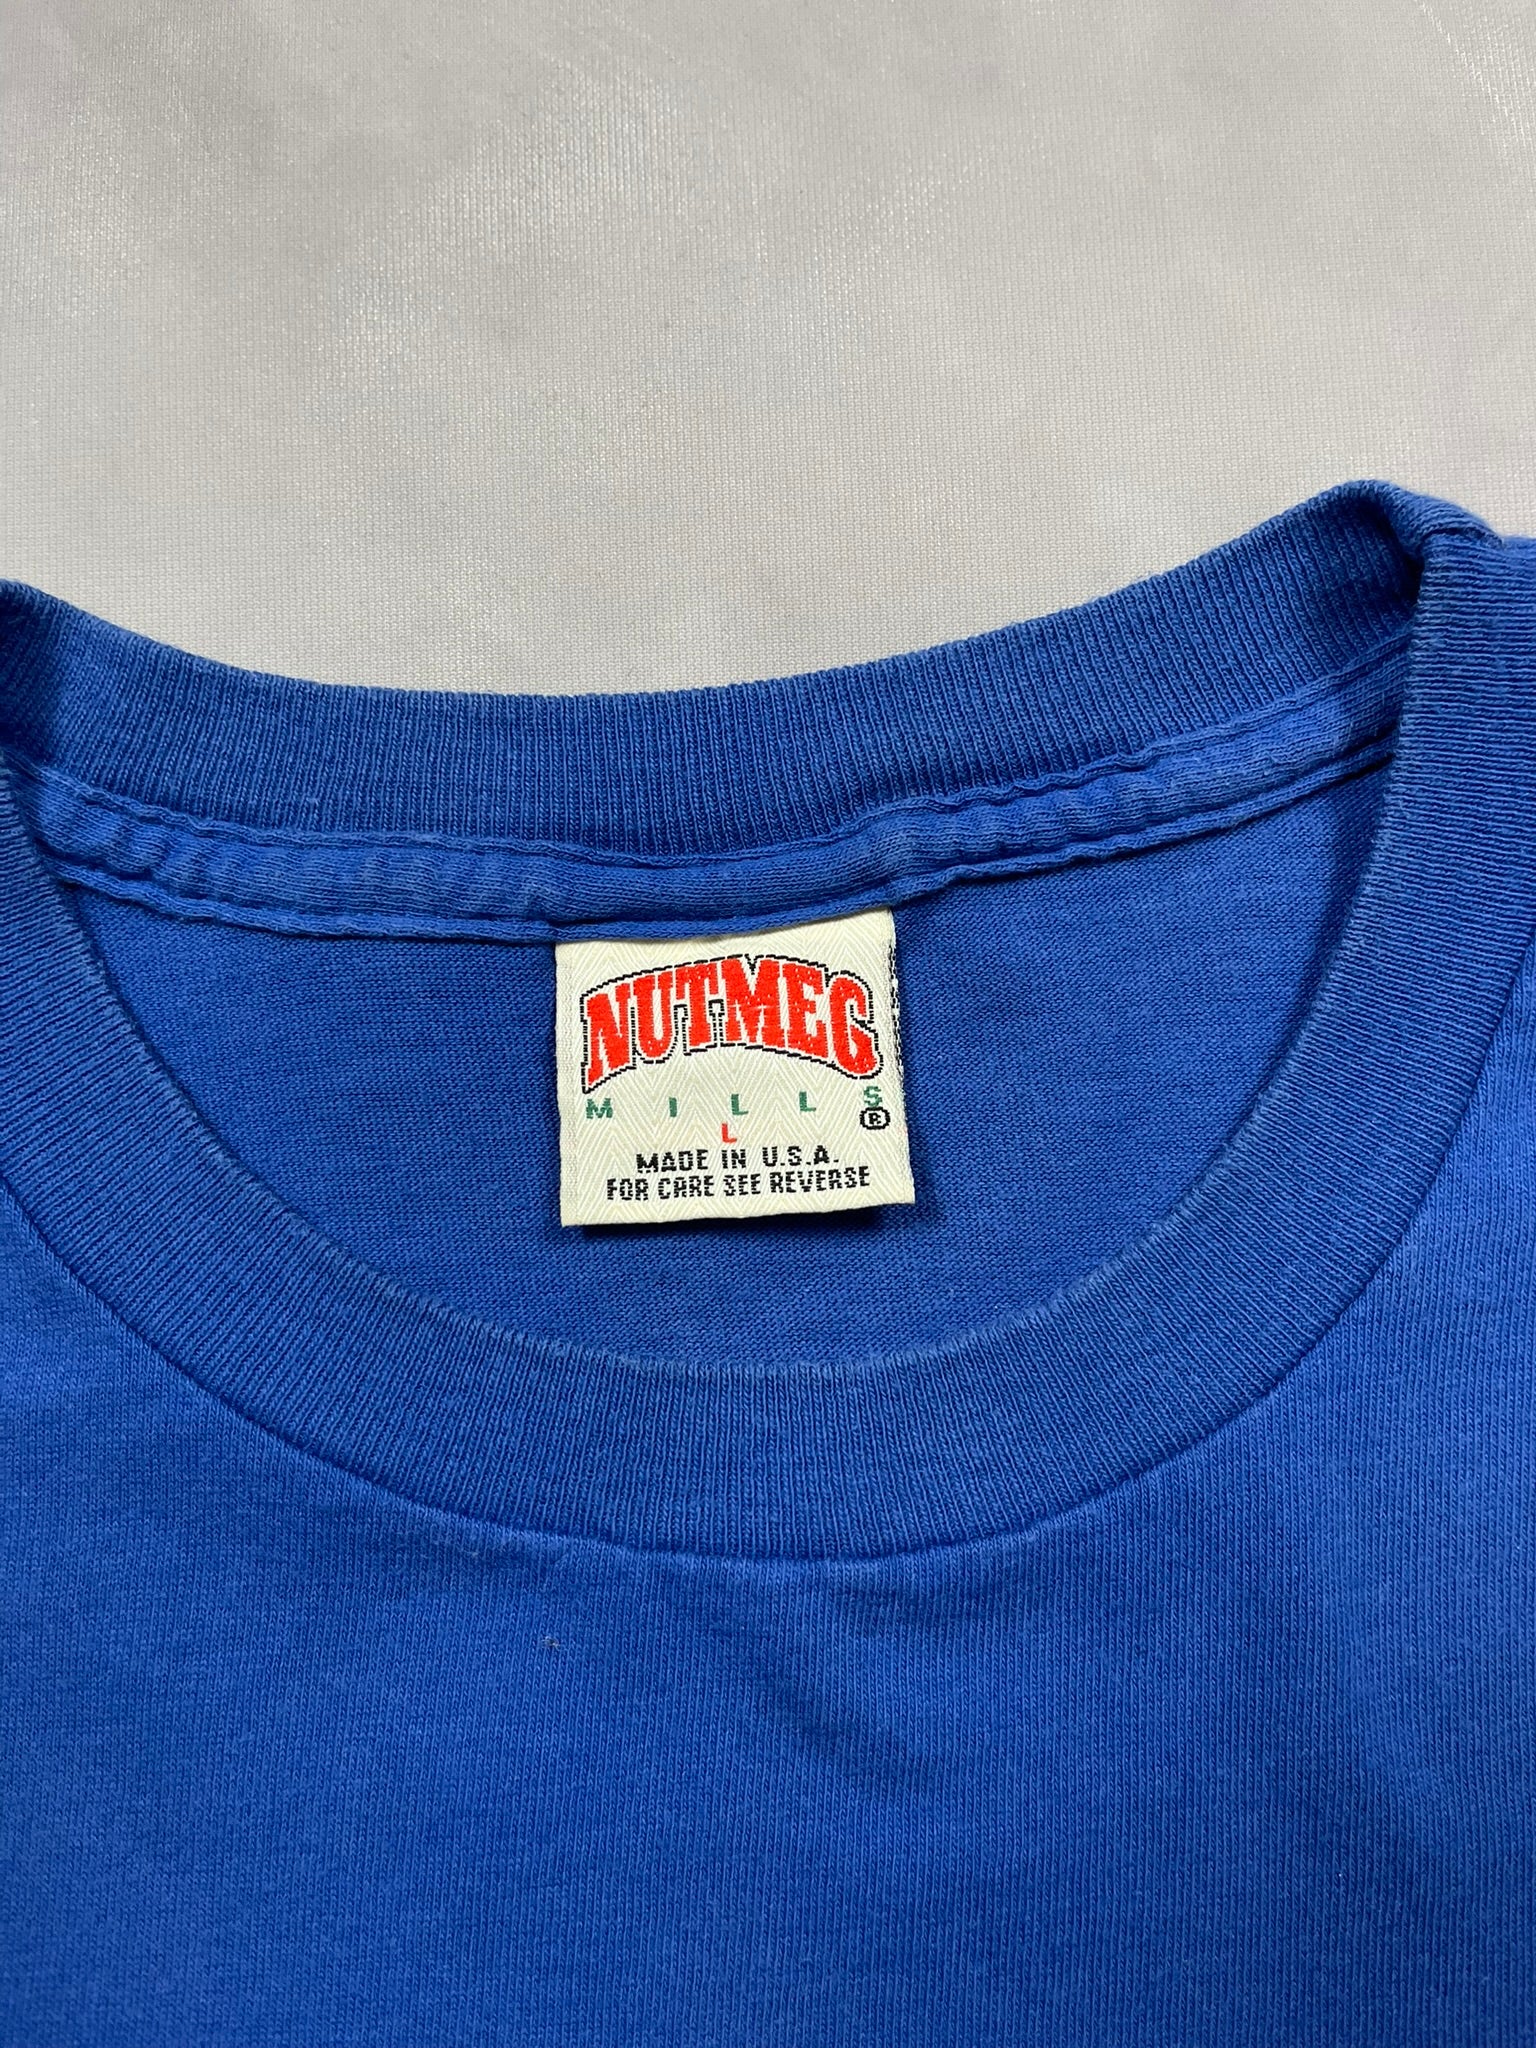 NUTMEG
MILLS
®
L
MADE IN U.S.A.
FOR CARE SEE REVERSE